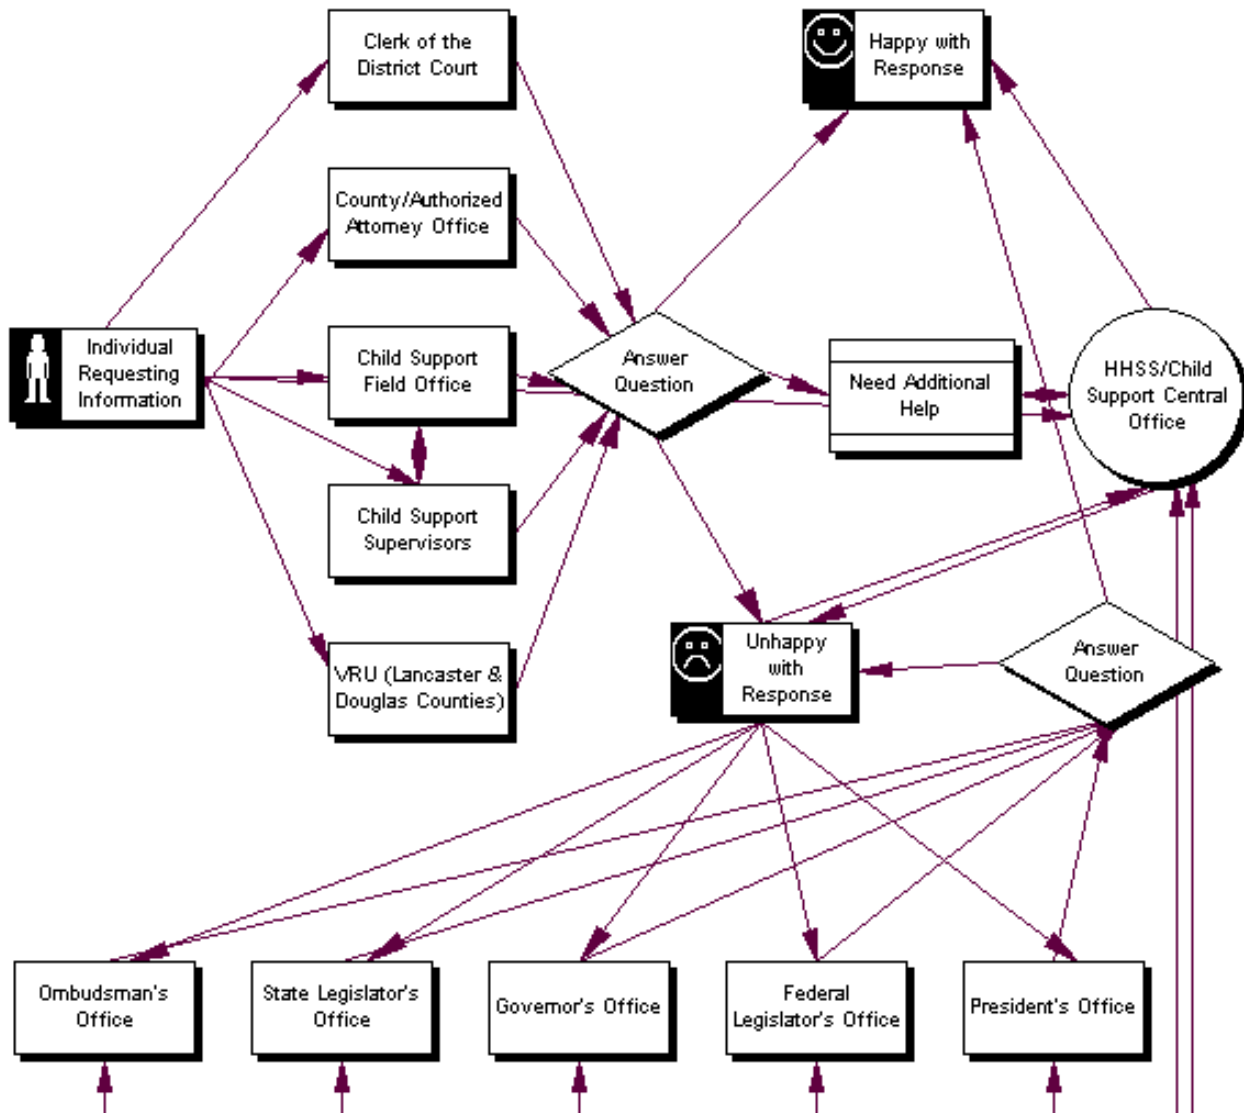 Clerk of the
District Court
Happy with
Response
County/Authorized
Attorney Office
Individual
Requesting
Information
Child Support
Field Office
Answer
Question
Need Additional
Help
HHSS/Child
Support Central
Office
Child Support
Supervisors
VRU (Lancaster &
Douglas Counties)
Unhappy
with
Response
Answer
Question
Ombudsman's
Office
State Legislator's
Office
Governor's Office
Federal
Legislator's Office
President's Office